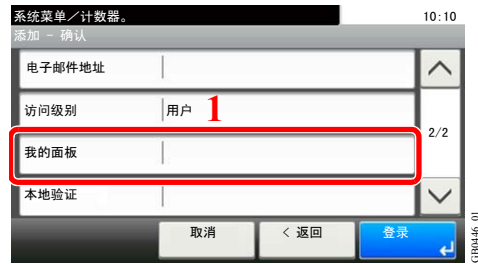 系统菜单／计数器。 10:10
添加 - 确认
电子邮件地址
访问级别 用户 1
2/2
我的面板
本地验证
取消 < 返回 登录
GB0446_01